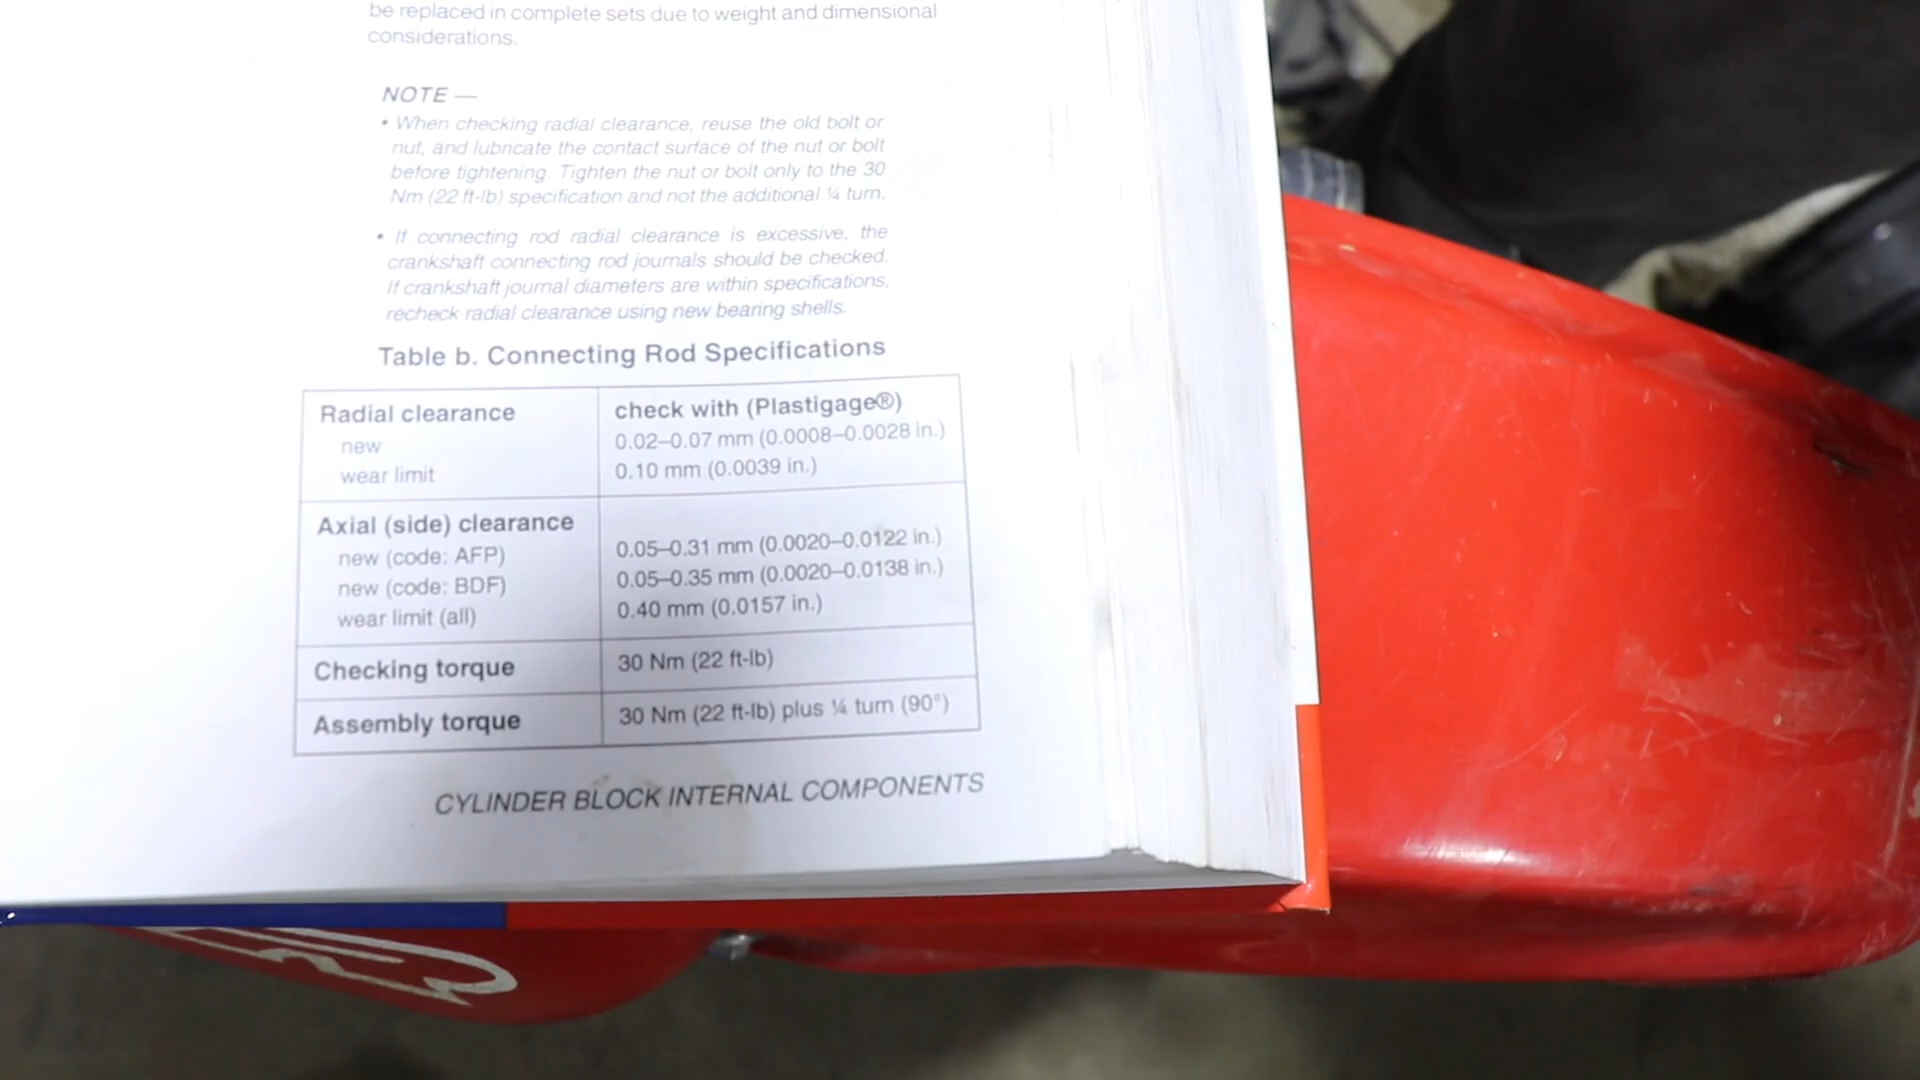 be replaced in complete sets due to weight and dimensional
considerations.
NOTE —
• When checking radial clearance, reuse the old bolt or
nut, and lubricate the contact surface of the nut or bolt
before tightening. Tighten the nut or bolt only to the 30
Nm (22 ft-lb) specification and not the additional ¼ turn.
• If connecting rod radial clearance is excessive, the
crankshaft connecting rod journals should be checked.
If crankshaft journal diameters are within specifications,
recheck radial clearance using new bearing shells.
Table b. Connecting Rod Specifications
Radial clearance check with (Plastigage®)
new 0.02–0.07 mm (0.0008–0.0028 in.)
wear limit 0.10 mm (0.0039 in.)
Axial (side) clearance
new (code: AFP) 0.05–0.31 mm (0.0020–0.0122 in.)
new (code: BDF) 0.05–0.35 mm (0.0020–0.0138 in.)
wear limit (all) 0.40 mm (0.0157 in.)
Checking torque 30 Nm (22 ft-lb)
Assembly torque 30 Nm (22 ft-lb) plus ¼ turn (90°)
CYLINDER BLOCK INTERNAL COMPONENTS